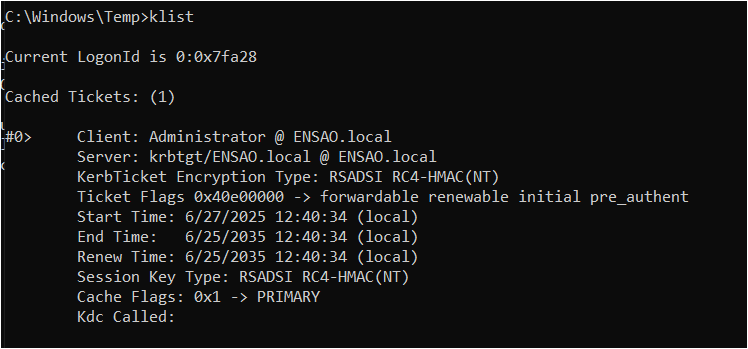 C:\Windows\Temp>klist
Current LogonId is 0:0x7fa28
Cached Tickets: (1)
#0> Client: Administrator @ ENSAO.local
Server: krbtgt/ENSAO.local @ ENSAO.local
KerbTicket Encryption Type: RSADSI RC4-HMAC(NT)
Ticket Flags 0x40e00000 -> forwardable renewable initial pre_authent
Start Time: 6/27/2025 12:40:34 (local)
End Time: 6/25/2035 12:40:34 (local)
Renew Time: 6/25/2035 12:40:34 (local)
Session Key Type: RSADSI RC4-HMAC(NT)
Cache Flags: 0x1 -> PRIMARY
Kdc Called: